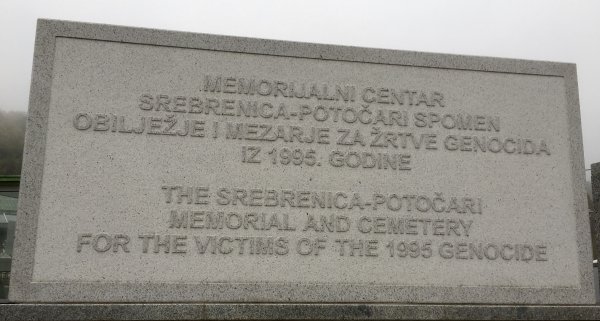 MEMORIJALNI CENTAR
SREBRENICA-POTOČARI SPOMEN
OBILJEŽJE I MEZARJE ZA ŽRTVE GENOCIDA
IZ 1995. GODINE
THE SREBRENICA-POTOČARI
MEMORIAL AND CEMETERY
FOR THE VICTIMS OF THE 1995 GENOCIDE